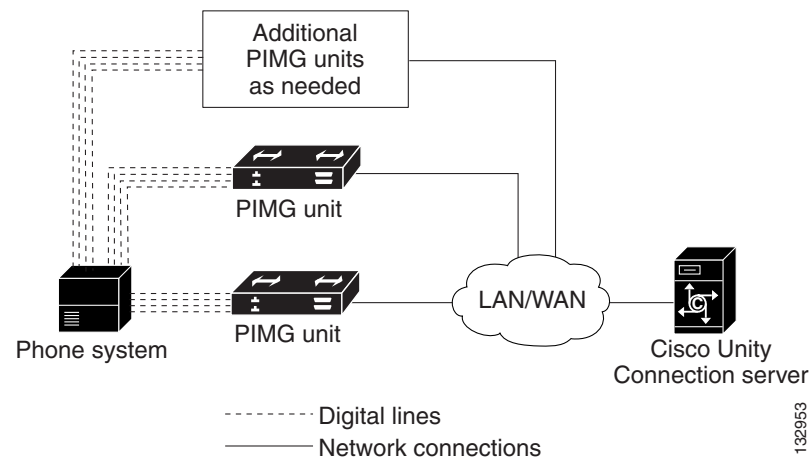 Additional
PIMG units
as needed
PIMG unit
PIMG unit
Phone system
LAN/WAN
Cisco Unity
Connection server
Digital lines
Network connections
132953